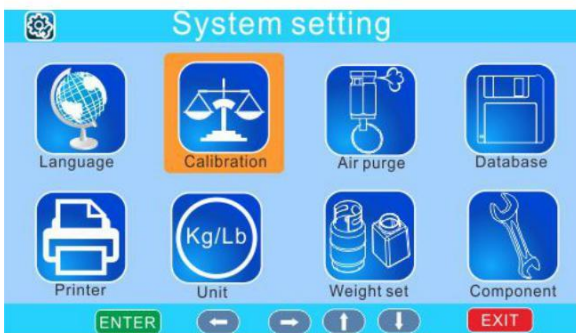 System setting
Language Calibration Air purge Database
Kg/Lb
Printer Unit Weight set Component
ENTER EXIT